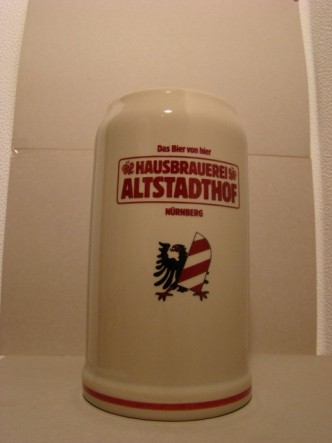 Das Bier von hier
HAUSBRAUEREI
ALTSTADTHOF
NÜRNBERG